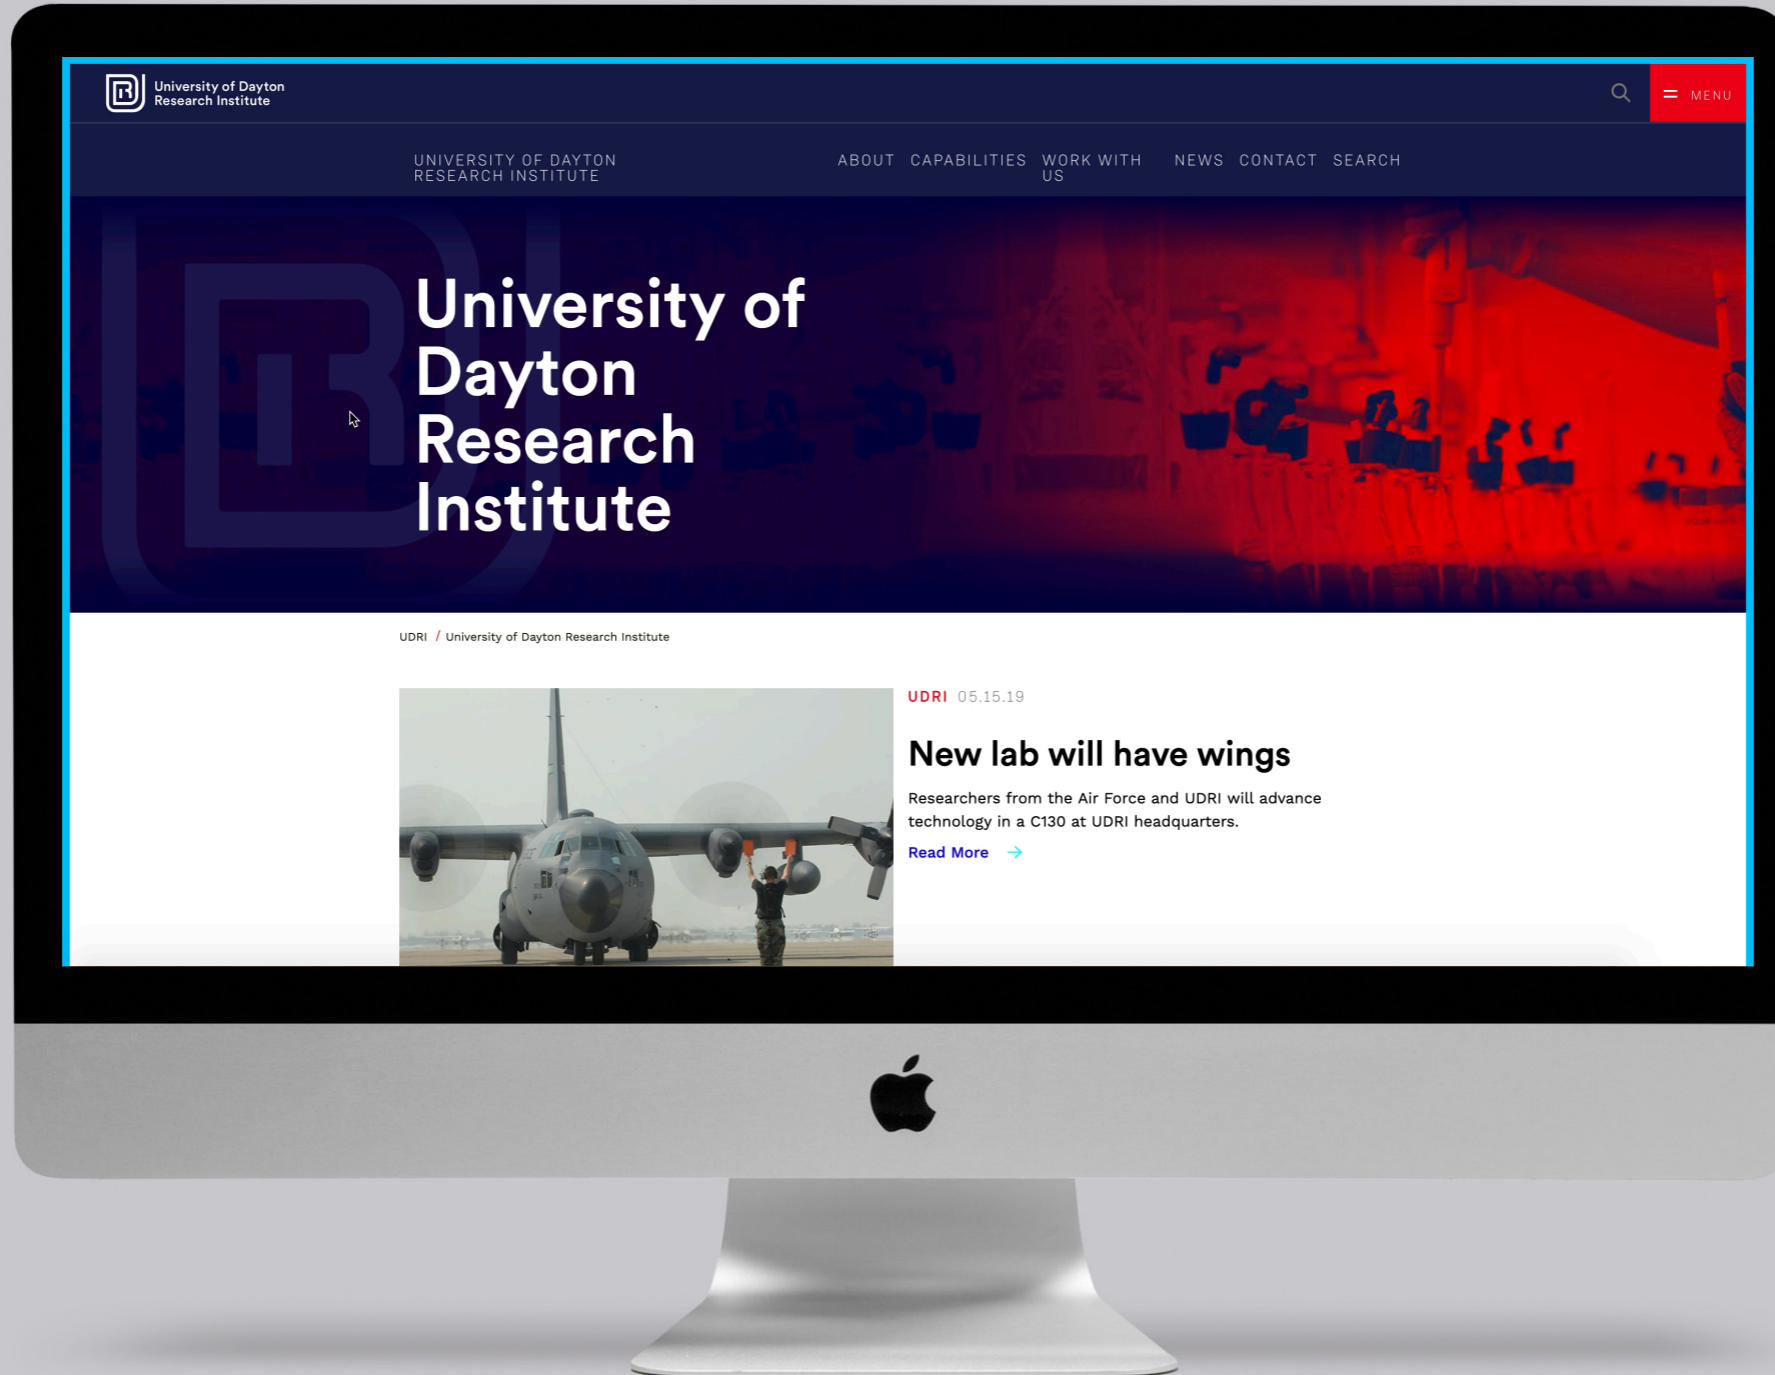 University of Dayton
Research Institute
MENU
UNIVERSITY OF DAYTON
RESEARCH INSTITUTE
ABOUT CAPABILITIES WORK WITH
US
NEWS CONTACT SEARCH
University of
Dayton
Research
Institute
UDRI / University of Dayton Research Institute
UDRI 05.15.19
New lab will have wings
Researchers from the Air Force and UDRI will advance
technology in a C130 at UDRI headquarters.
Read More